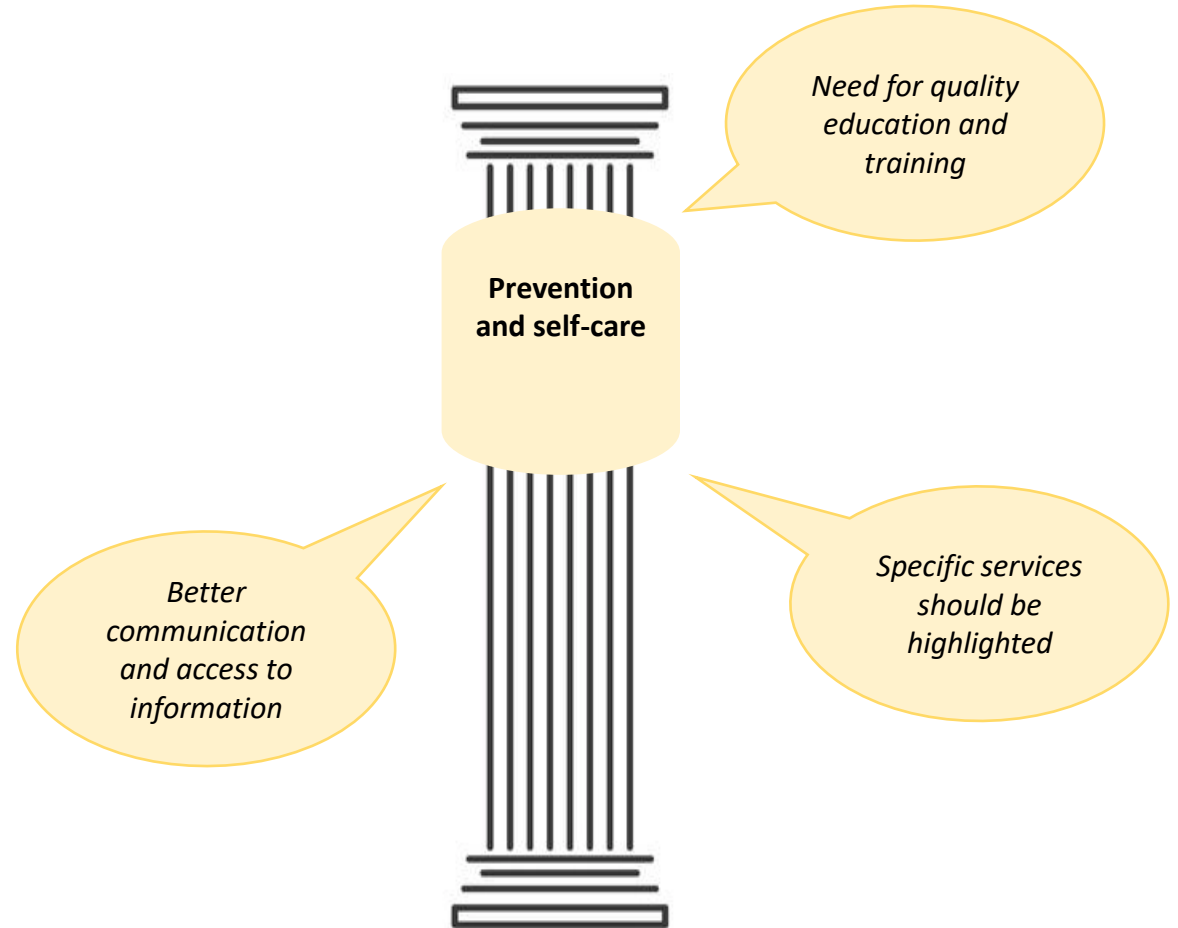 Need for quality
education and
training
Prevention
and self-care
Better
communication
and access to
information
Specific services
should be
highlighted